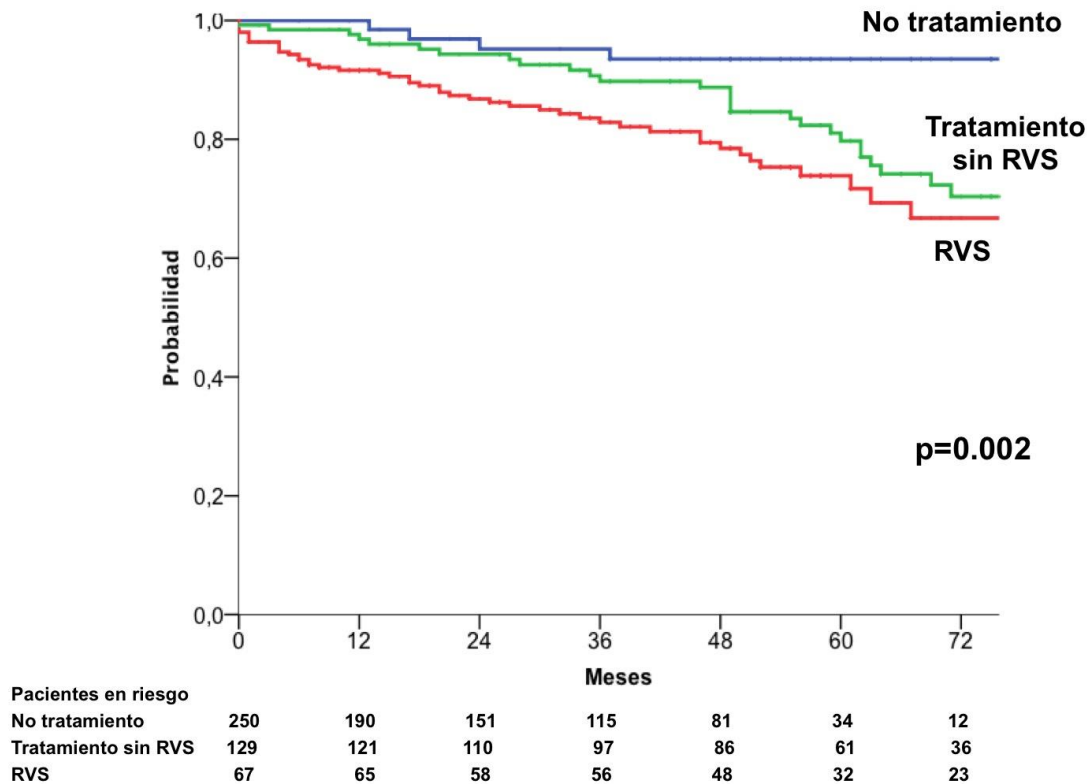 1,0
0,8
0,6
0,4
0,2
0,0
Probabilidad
No tratamiento
Tratamiento
sin RVS
RVS
p=0.002
0 12 24 36 48 60 72
Meses
Pacientes en riesgo
No tratamiento 250 190 151 115 81 34 12
Tratamiento sin RVS 129 121 110 97 86 61 36
RVS 67 65 58 56 48 32 23